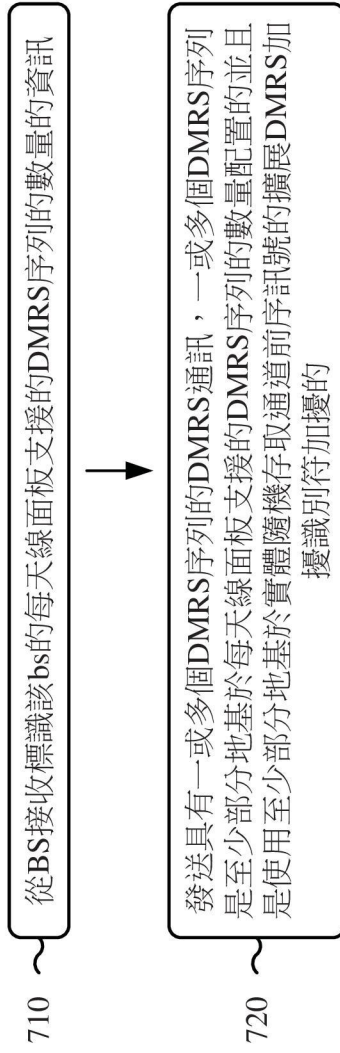 710
從BS接收標識該bs的每天線面板支援的DMRS序列的數量的資訊
720
發送具有一或多個DMRS序列的DMRS通訊，一或多個DMRS序列
是至少部分地基於每天線面板支援的DMRS序列的數量配置的並且
是使用至少部分地基於實體隨機存取通道前序訊號的擴展DMRS加
擾識別符加擾的